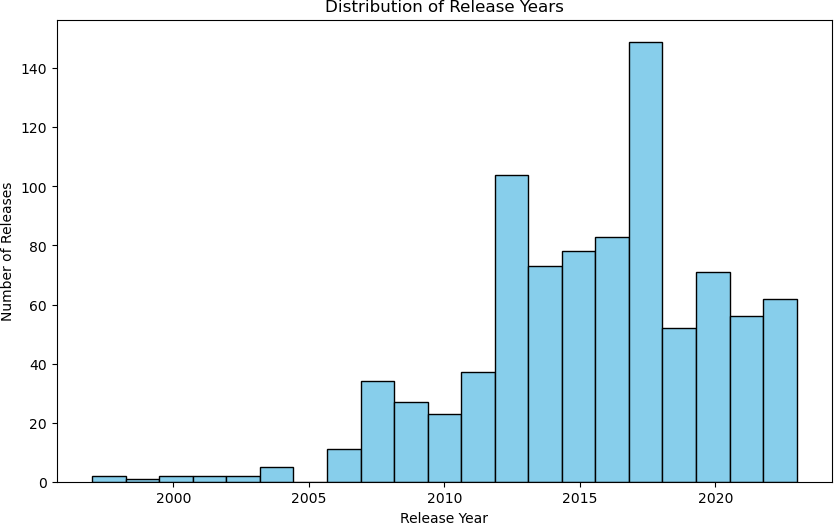 Distribution of Release Years
Number of Releases
140
120
100
80
60
40
20
0
2000 2005 2010 2015 2020
Release Year